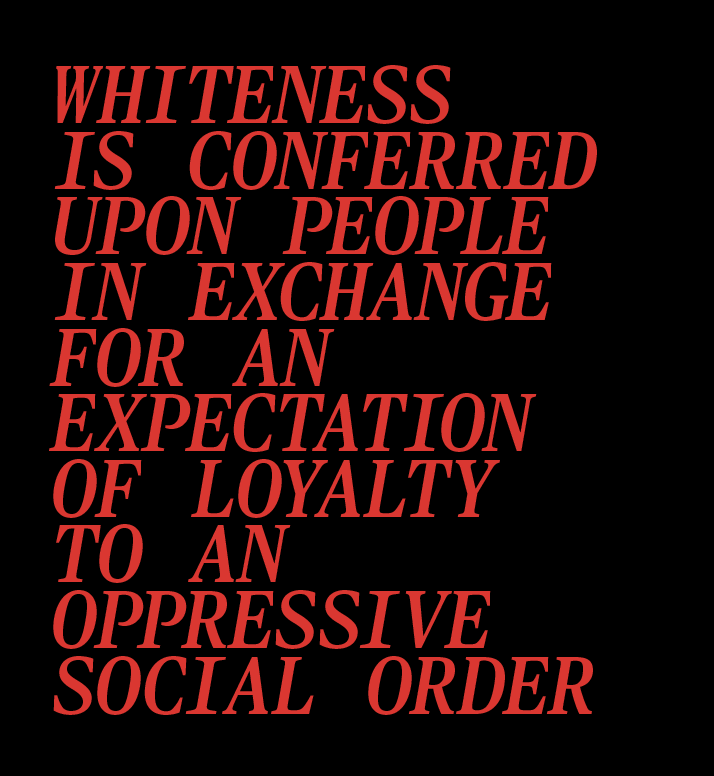 WHITENESS
IS CONFERRED
UPON PEOPLE
IN EXCHANGE
FOR AN
EXPECTATION
OF LOYALTY
TO AN
OPPRESSIVE
SOCIAL ORDER